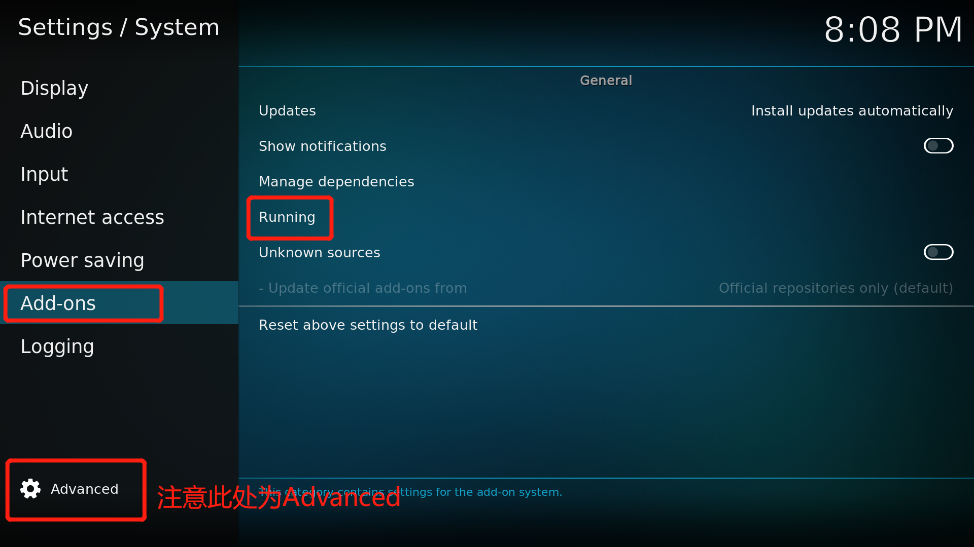 Settings / System
8:08 PM
Display
Audio
Input
Internet access
Power saving
Add-ons
Logging
Advanced
General
Updates Install updates automatically
Show notifications
Manage dependencies
Running
Unknown sources
- Update official add-ons from Official repositories only (default)
Reset above settings to default
This category contains settings for the add-on system.
注意此处为Advanced